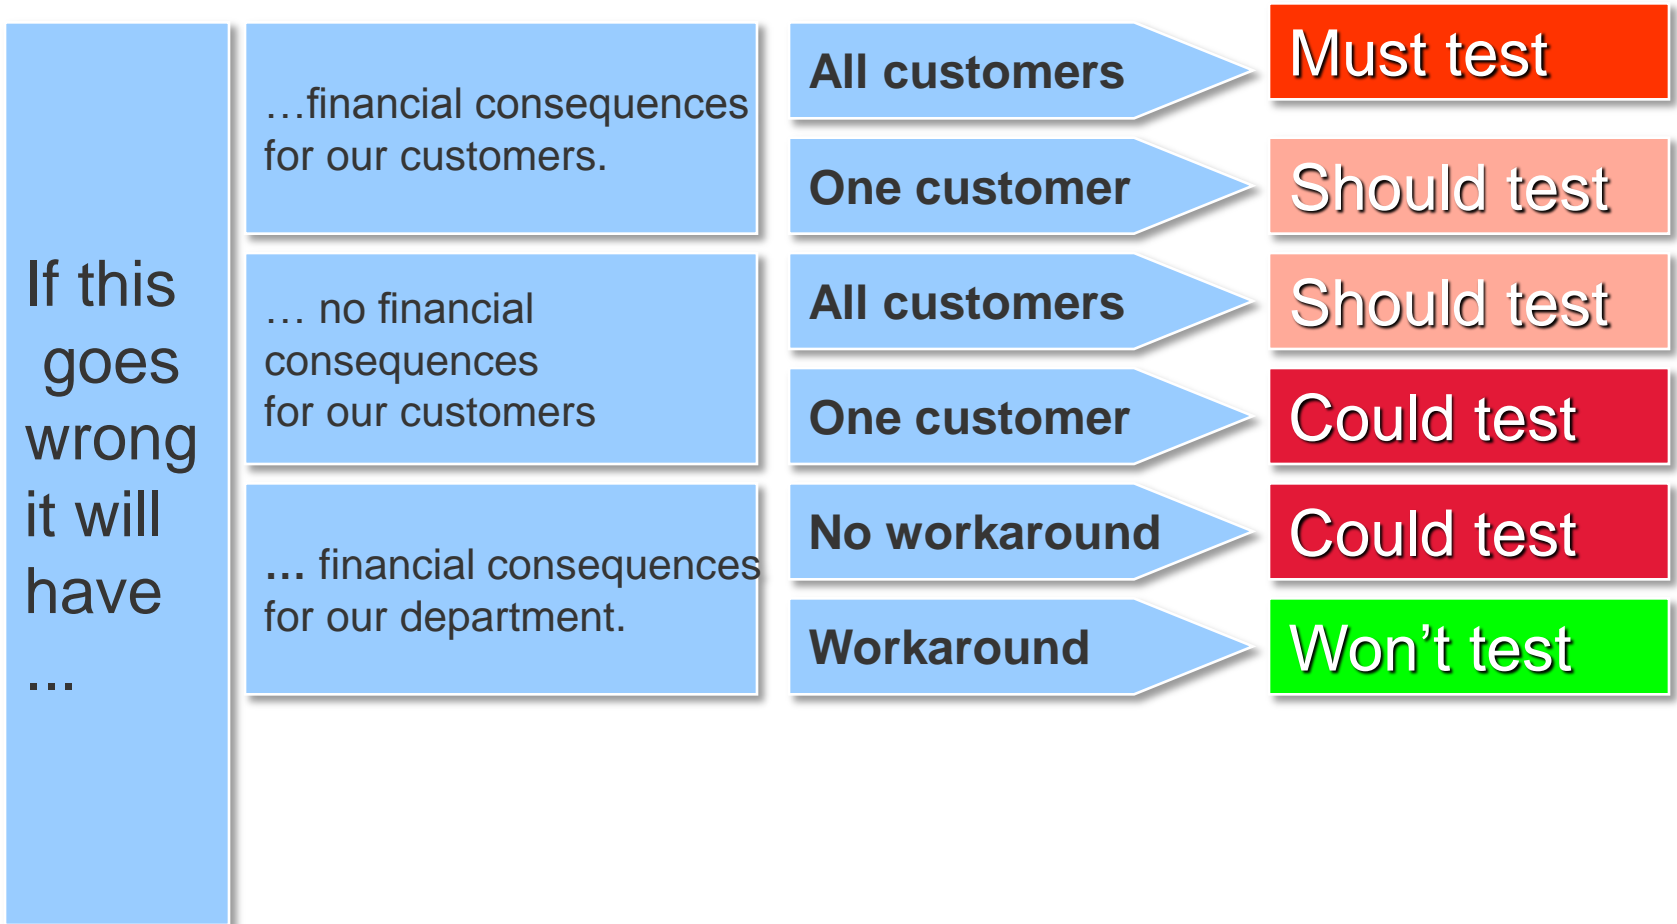 If this
goes
wrong
it will
have
...
…financial consequences
for our customers.
All customers
Must test
One customer
Should test
… no financial
consequences
for our customers
All customers
Should test
One customer
Could test
... financial consequences
for our department.
No workaround
Could test
Workaround
Won’t test